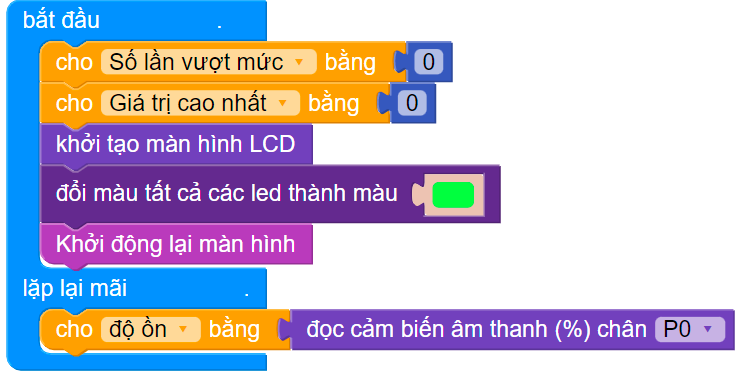 bắt đầu .
cho Số lần vượt mức bằng 0
cho Giá trị cao nhất bằng 0
khởi tạo màn hình LCD
đổi màu tất cả các led thành màu
Khởi động lại màn hình
lặp lại mãi .
cho độ ồn bằng đọc cảm biến âm thanh (%) chân P0